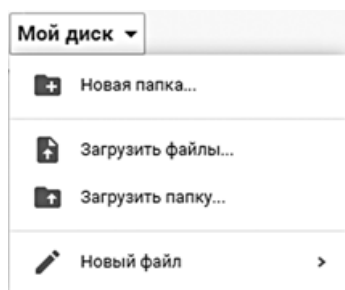 Мой диск
Новая папка...
Загрузить файлы...
Загрузить папку...
Новый файл